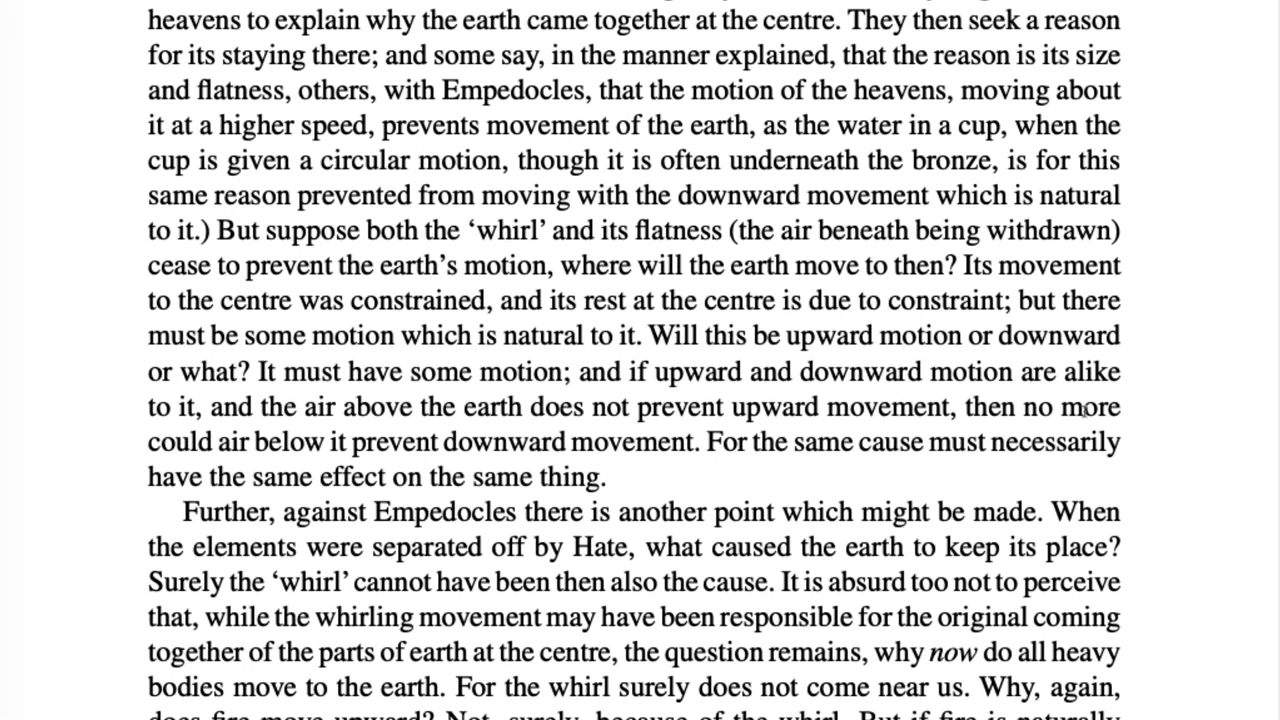 heavens to explain why the earth came together at the centre. They then seek a reason
for its staying there; and some say, in the manner explained, that the reason is its size
and flatness, others, with Empedocles, that the motion of the heavens, moving about
it at a higher speed, prevents movement of the earth, as the water in a cup, when the
cup is given a circular motion, though it is often underneath the bronze, is for this
same reason prevented from moving with the downward movement which is natural
to it.) But suppose both the ‘whirl’ and its flatness (the air beneath being withdrawn)
cease to prevent the earth’s motion, where will the earth move to then? Its movement
to the centre was constrained, and its rest at the centre is due to constraint; but there
must be some motion which is natural to it. Will this be upward motion or downward
or what? It must have some motion; and if upward and downward motion are alike
to it, and the air above the earth does not prevent upward movement, then no more
could air below it prevent downward movement. For the same cause must necessarily
have the same effect on the same thing.
Further, against Empedocles there is another point which might be made. When
the elements were separated off by Hate, what caused the earth to keep its place?
Surely the ‘whirl’ cannot have been then also the cause. It is absurd too not to perceive
that, while the whirling movement may have been responsible for the original coming
together of the parts of earth at the centre, the question remains, why now do all heavy
bodies move to the earth. For the whirl surely does not come near us. Why, again,
does fire move upward? Not, surely, because of the whirl. But if fire is naturally